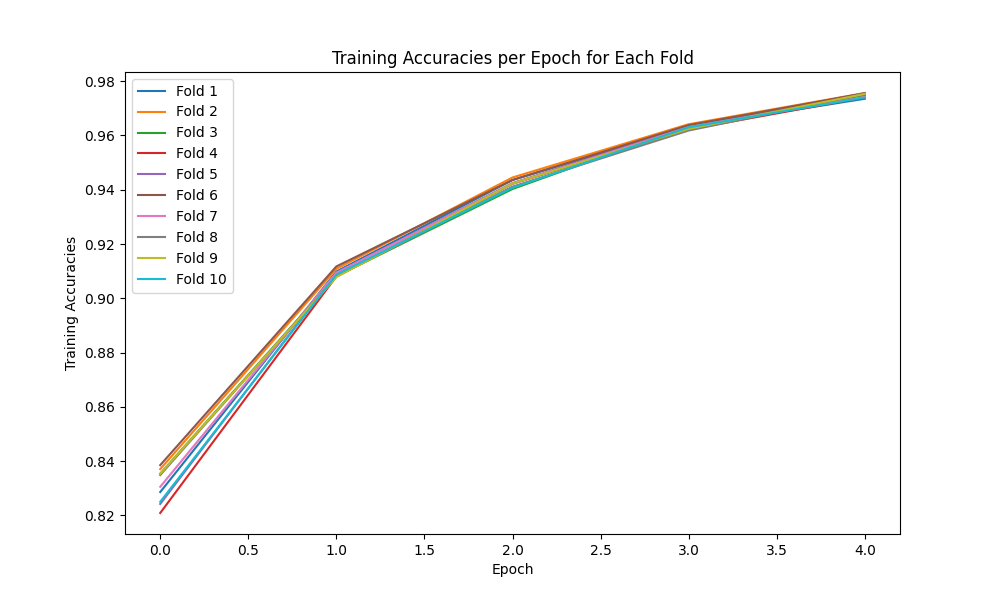 Training Accuracies per Epoch for Each Fold
Training Accuracies
0.98
0.96
0.94
0.92
0.90
0.88
0.86
0.84
0.82
Fold 1
Fold 2
Fold 3
Fold 4
Fold 5
Fold 6
Fold 7
Fold 8
Fold 9
Fold 10
0.0 0.5 1.0 1.5 2.0 2.5 3.0 3.5 4.0
Epoch